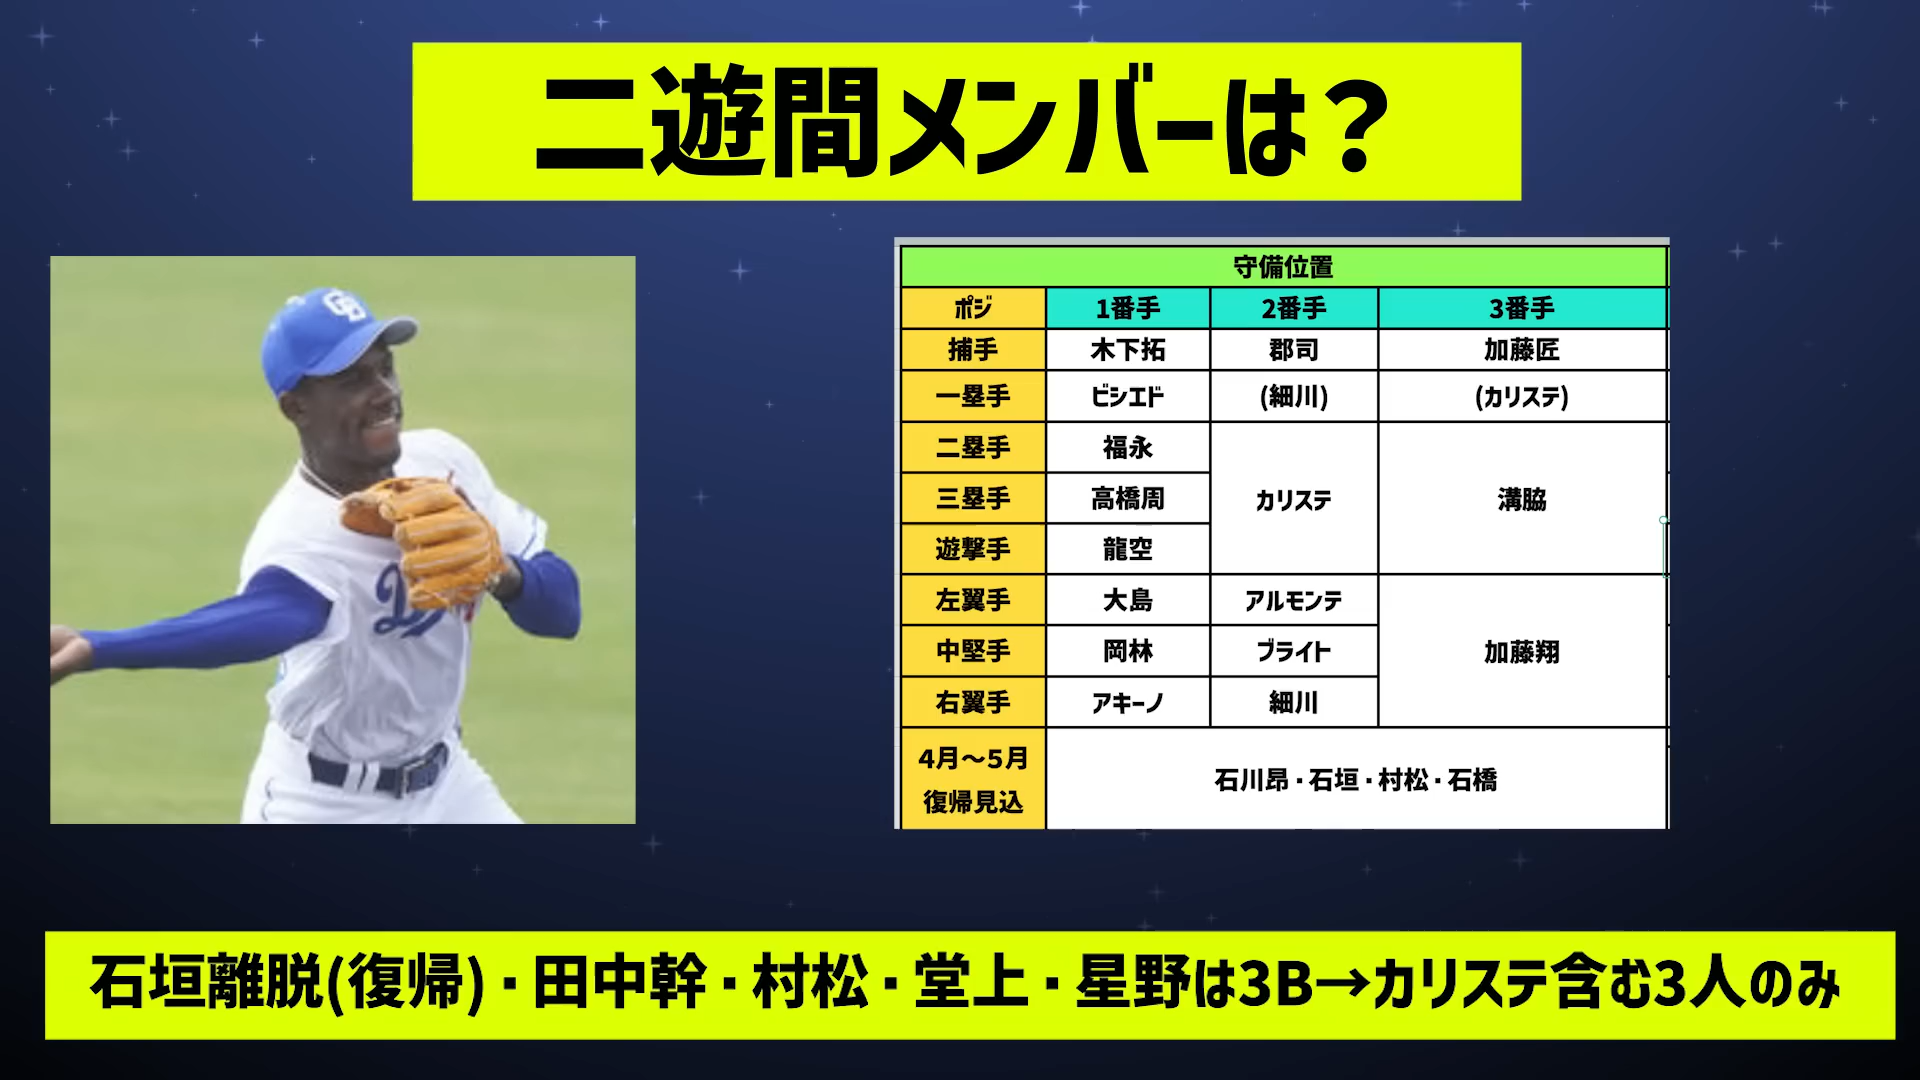 二遊間メンバーは?
守備位置
ポジ 1番手 2番手 3番手
捕手 木下拓 郡司 加藤匠
一塁手 ビシエド (細川) (カリステ)
二塁手 福永
三塁手 高橋周 カリステ 溝脇
遊撃手 龍空
左翼手 大島 アルモンテ
中堅手 岡林 ブライト 加藤翔
右翼手 アキーノ 細川
4月〜5月
復帰見込
石川昂・石垣・村松・石橋
石垣離脱(復帰)・田中幹・村松・堂上・星野は3B→カリステ含む3人のみ